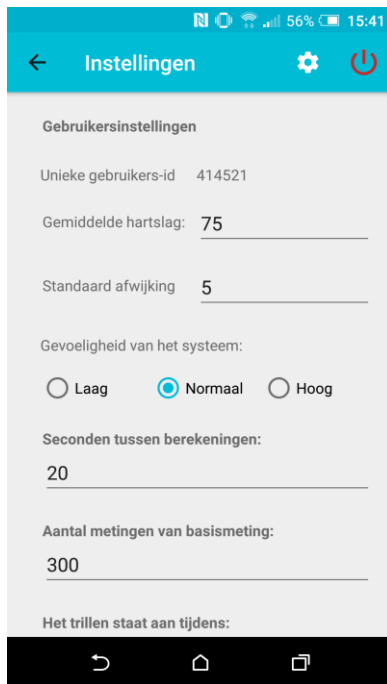 56% 15:41
Instellingen
Gebruikersinstellingen
Unieke gebruikers-id 414521
Gemiddelde hartslag: 75
Standaard afwijking 5
Gevoeligheid van het systeem:
Laag Normaal Hoog
Seconden tussen berekeningen:
20
Aantal metingen van basismeting:
300
Het trillen staat aan tijdens: